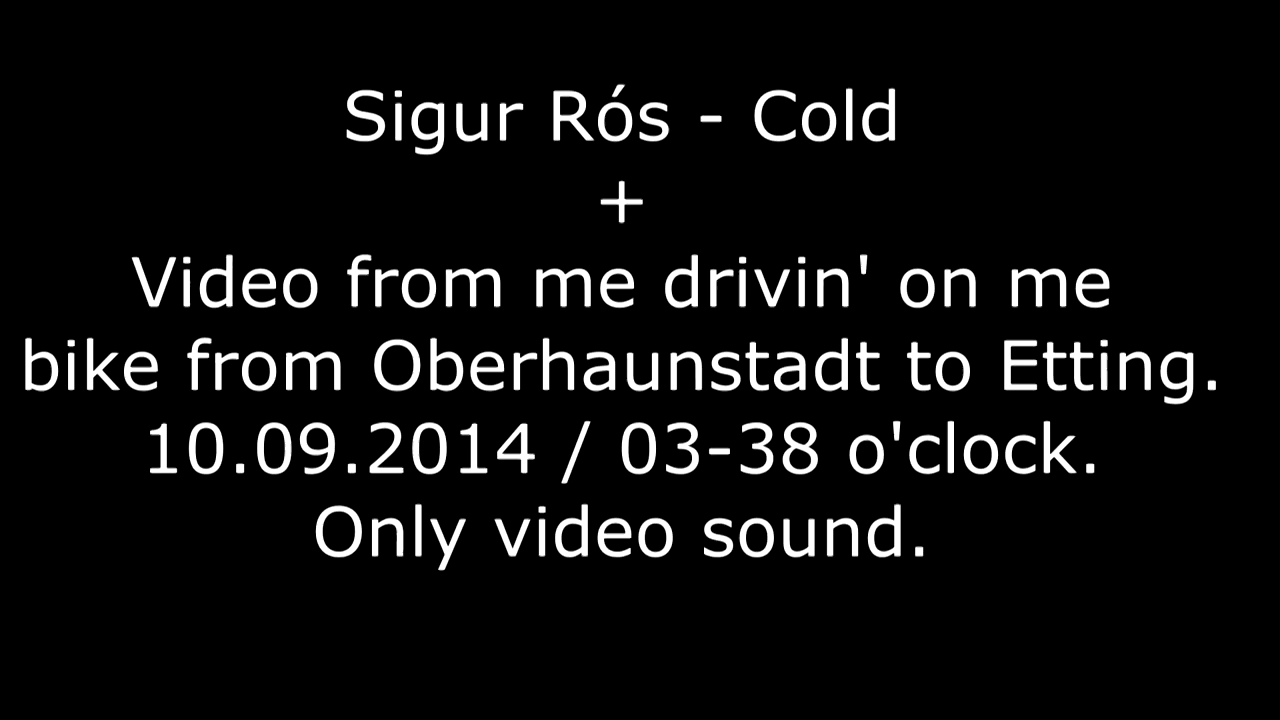 Sigur Rós - Cold
+
Video from me drivin' on me
bike from Oberhaunstadt to Etting.
10.09.2014 / 03-38 o'clock.
Only video sound.